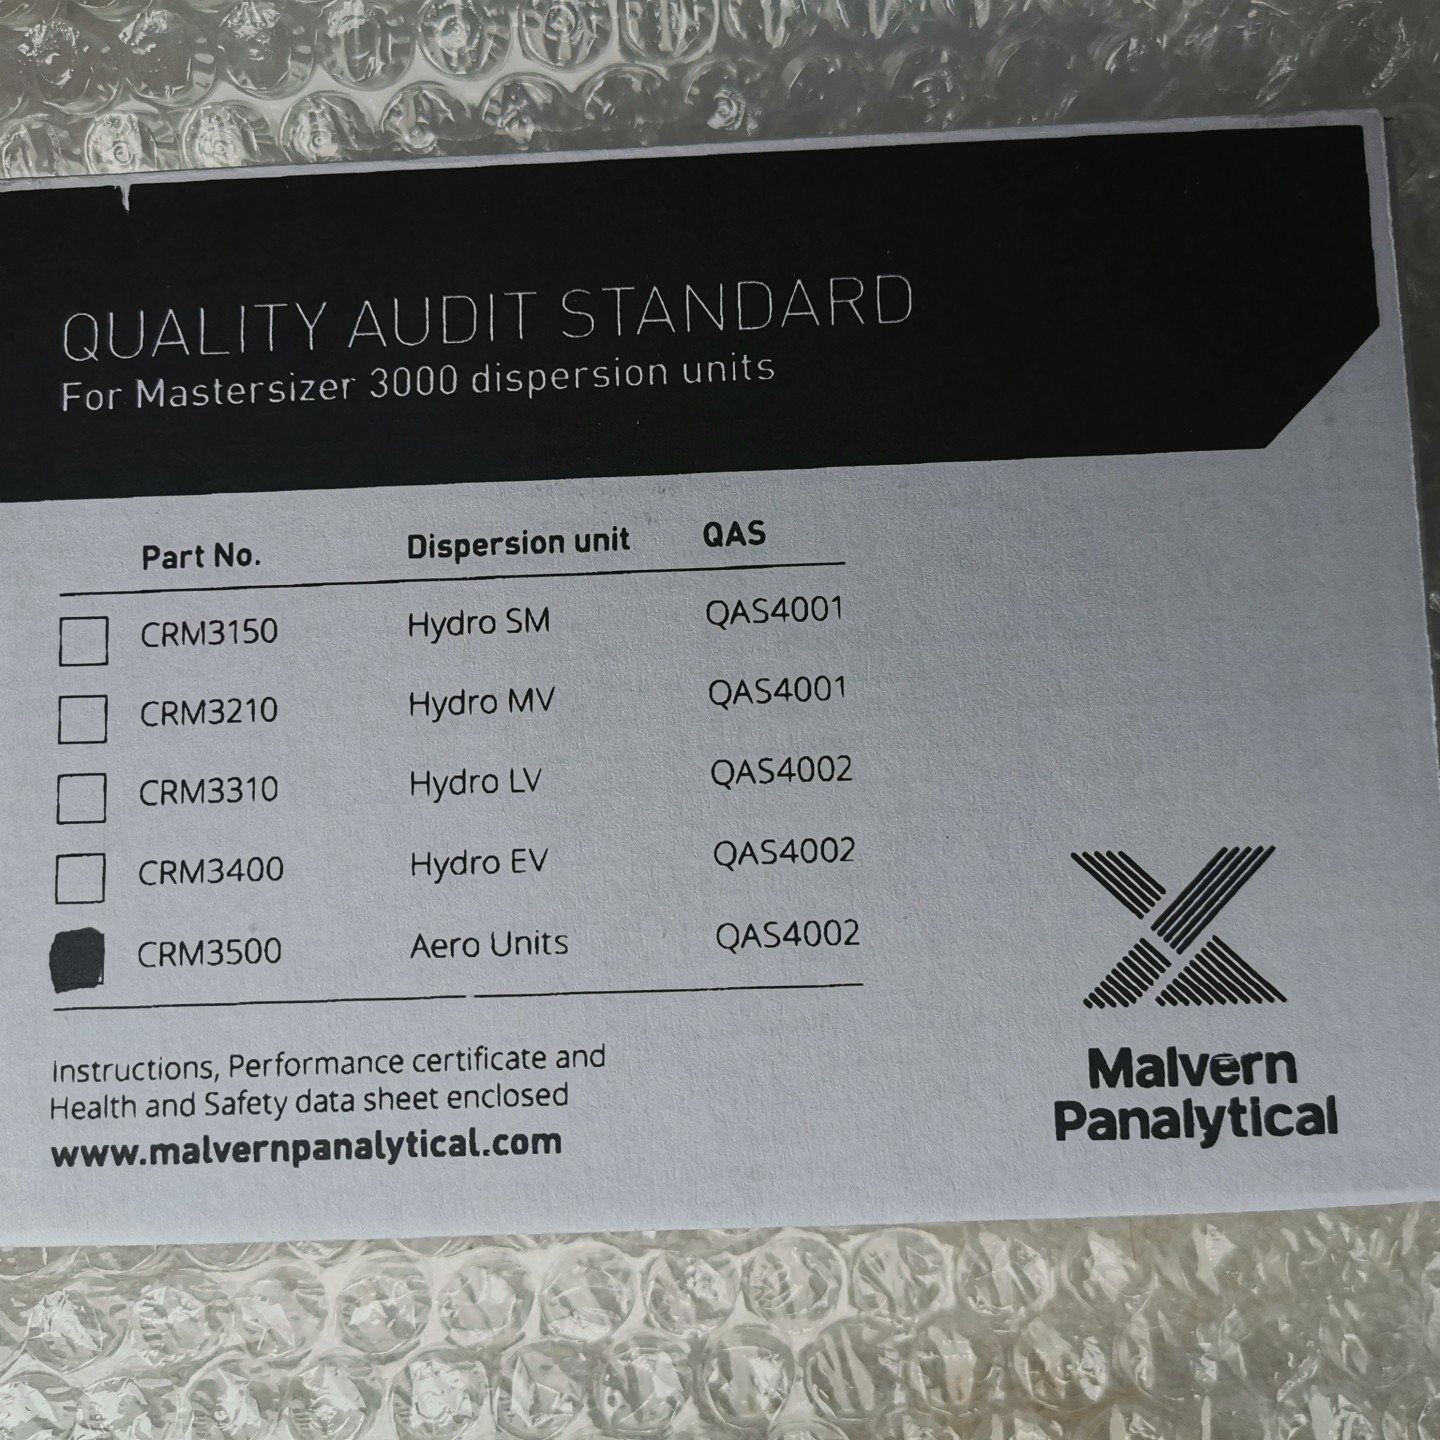 QUALITY AUDIT STANDARD
For Mastersizer 3000 dispersion units
Part No. Dispersion unit QAS
CRM3150 Hydro SM QAS4001
CRM3210 Hydro MV QAS4001
CRM3310 Hydro LV QAS4002
CRM3400 Hydro EV QAS4002
CRM3500 Aero Units QAS4002
Instructions, Performance certificate and
Health and Safety data sheet enclosed
www.malvernpanalytical.com
Malvern
Panalytical